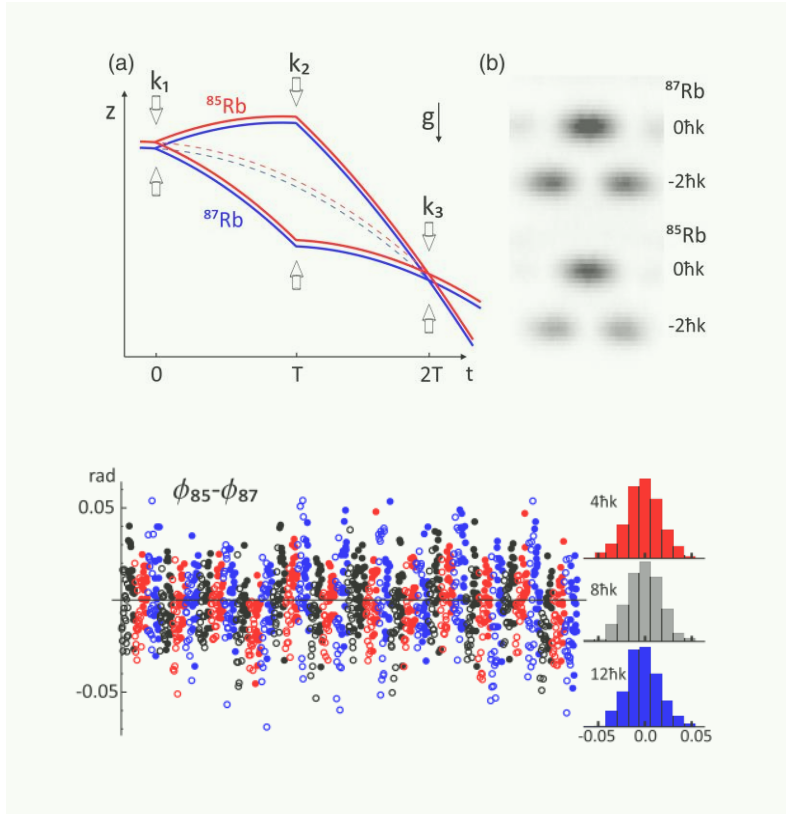 (a)
k₁
k₂
z
⁸⁵Rb
g
⁸⁷Rb
k₃
0
T
2T
t
(b)
⁸⁷Rb
0ħk
-2ħk
⁸⁵Rb
0ħk
-2ħk
rad
ϕ₈₅-ϕ₈₇
0.05
-0.05
4ħk
8ħk
12ħk
-0.05 0.0 0.05